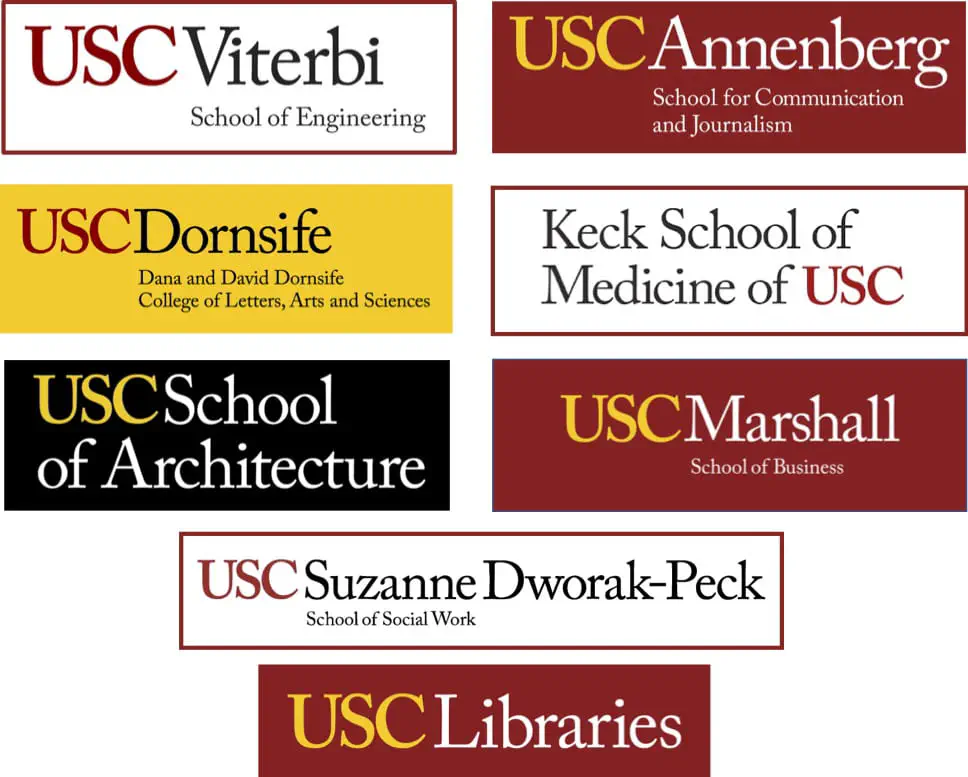 USC Viterbi
School of Engineering
USC Annenberg
School for Communication
and Journalism
USC Dornsife
Dana and David Dornsife
College of Letters, Arts and Sciences
Keck School of
Medicine of USC
USC School
of Architecture
USC Marshall
School of Business
USC Suzanne Dworak-Peck
School of Social Work
USC Libraries